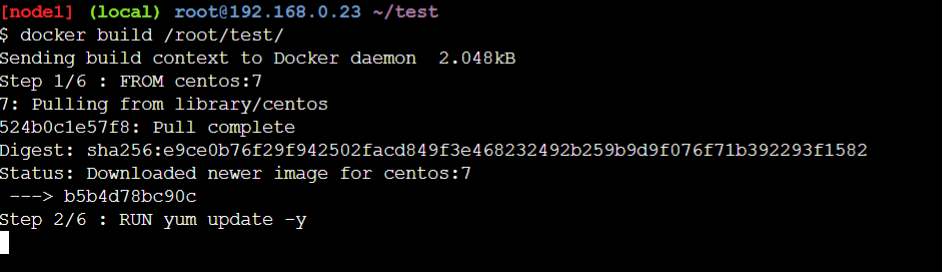 [node1] (local) root@192.168.0.23 ~/test
$ docker build /root/test/
Sending build context to Docker daemon  2.048kB
Step 1/6 : FROM centos:7
7: Pulling from library/centos
524b0c1e57f8: Pull complete
Digest: sha256:e9ce0b76f29f942502facd849f3e468232492b259b9d9f076f71b392293f1582
Status: Downloaded newer image for centos:7
 ---> b5b4d78bc90c
Step 2/6 : RUN yum update -y